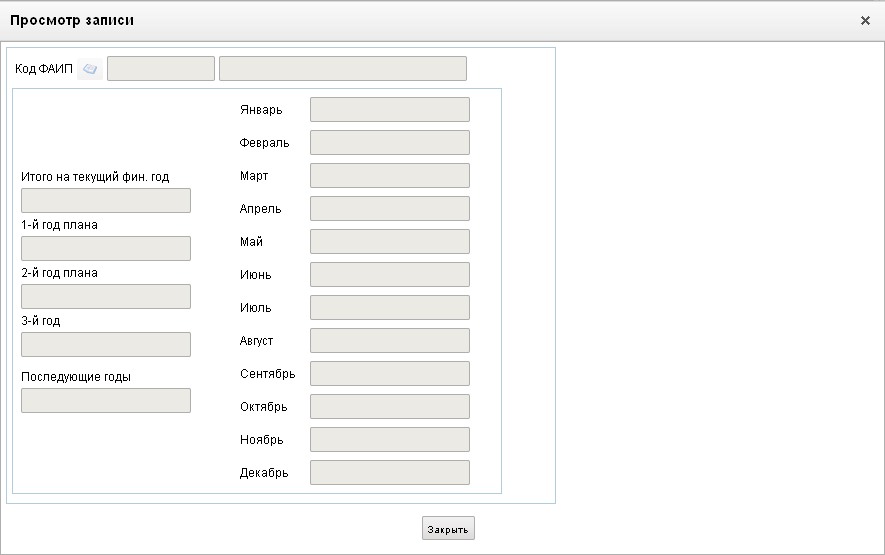 Просмотр записи
Код ФАИП
Итого на текущий фин. год
1-й год плана
2-й год плана
3-й год
Последующие годы
Январь
Февраль
Март
Апрель
Май
Июнь
Июль
Август
Сентябрь
Октябрь
Ноябрь
Декабрь
Закрыть